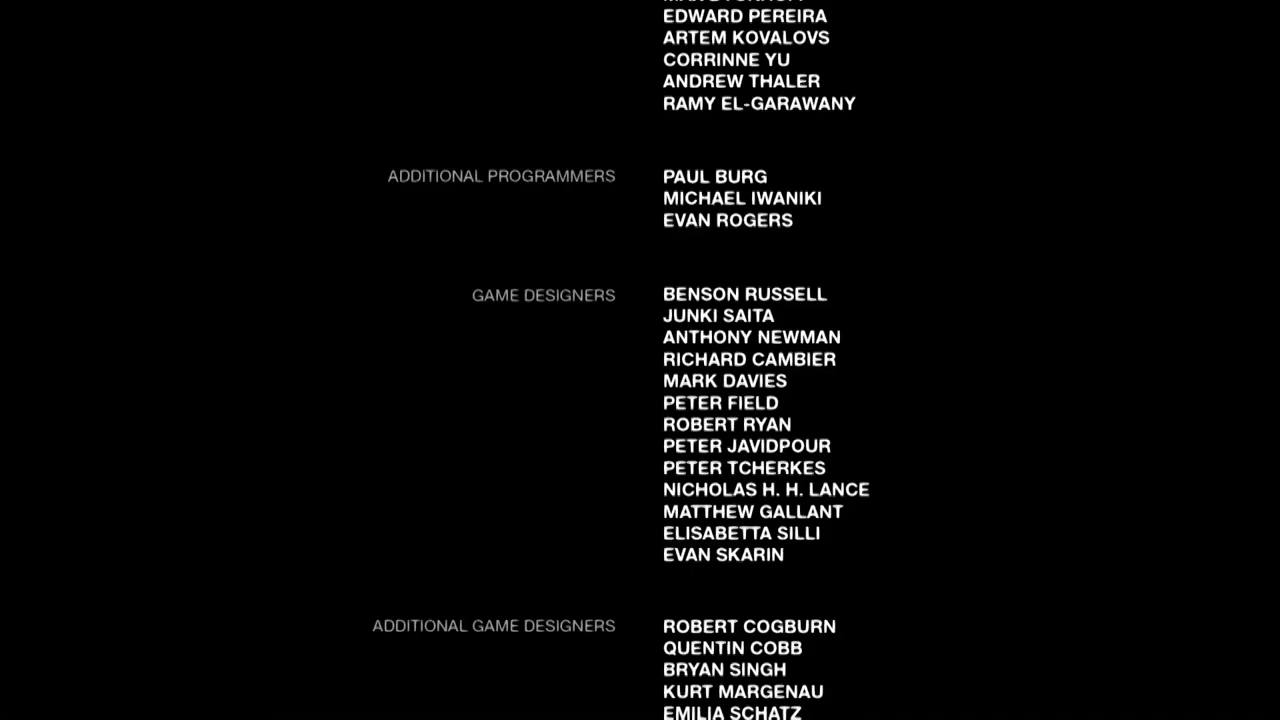 EDWARD PEREIRA
ARTEM KOVALOVS
CORRINNE YU
ANDREW THALER
RAMY EL-GARAWANY
ADDITIONAL PROGRAMMERS PAUL BURG
MICHAEL IWANIKI
EVAN ROGERS
GAME DESIGNERS BENSON RUSSELL
JUNKI SAITA
ANTHONY NEWMAN
RICHARD CAMBIER
MARK DAVIES
PETER FIELD
ROBERT RYAN
PETER JAVIDPOUR
PETER TCHERKES
NICHOLAS H. H. LANCE
MATTHEW GALLANT
ELISABETTA SILLI
EVAN SKARIN
ADDITIONAL GAME DESIGNERS ROBERT COGBURN
QUENTIN COBB
BRYAN SINGH
KURT MARGENAU
EMILIA SCHATZ